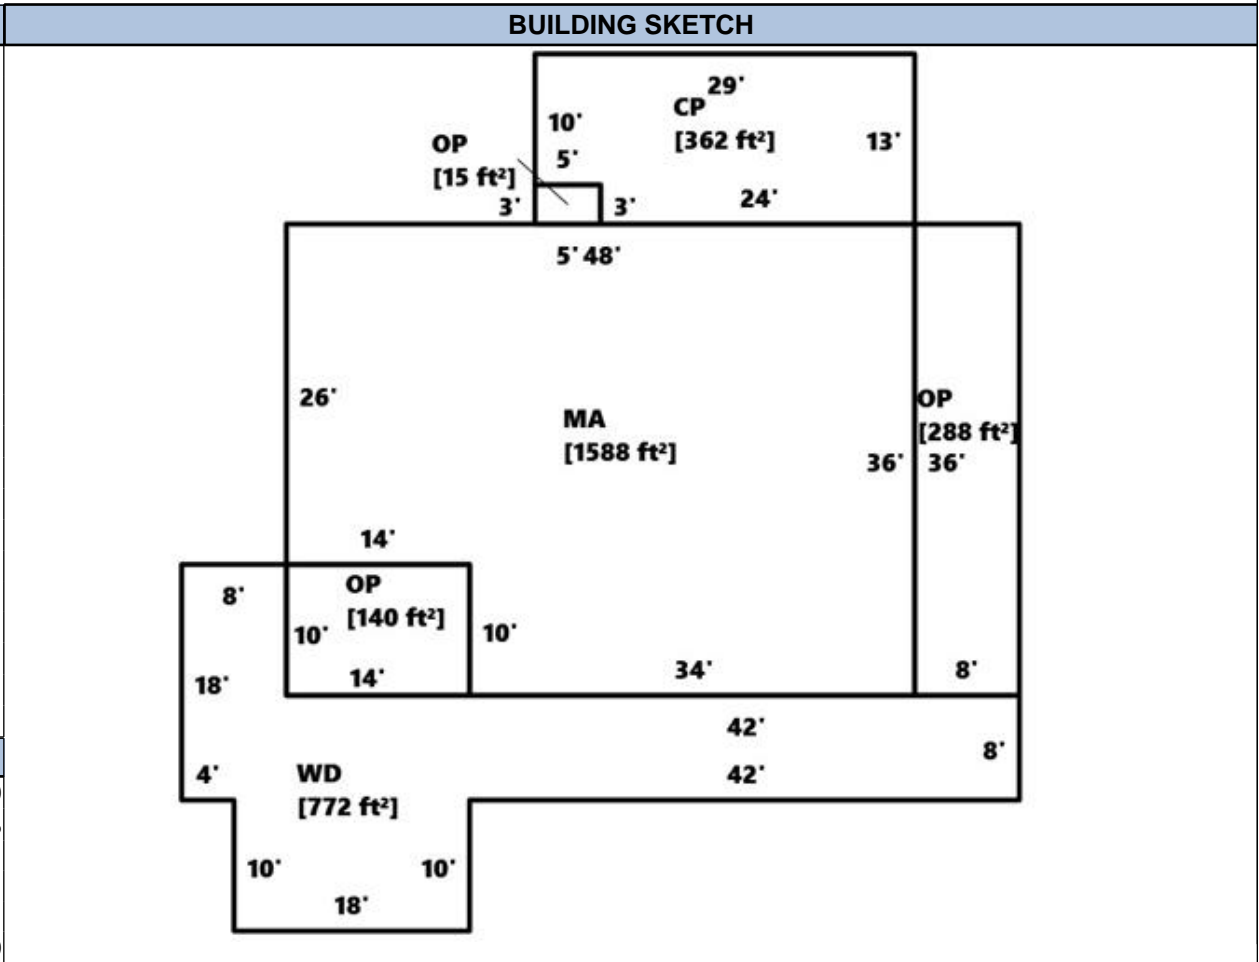 BUILDING SKETCH
29'
CP
[362 ft²]
10'
13'
OP
[15 ft²]
5'
3'
3'
24'
5' 48'
26'
MA
[1588 ft²]
OP
[288 ft²]
36'
36'
14'
8'
OP
[140 ft²]
10'
10'
14'
34'
8'
18'
42'
8'
4'
WD
[772 ft²]
42'
10'
10'
18'